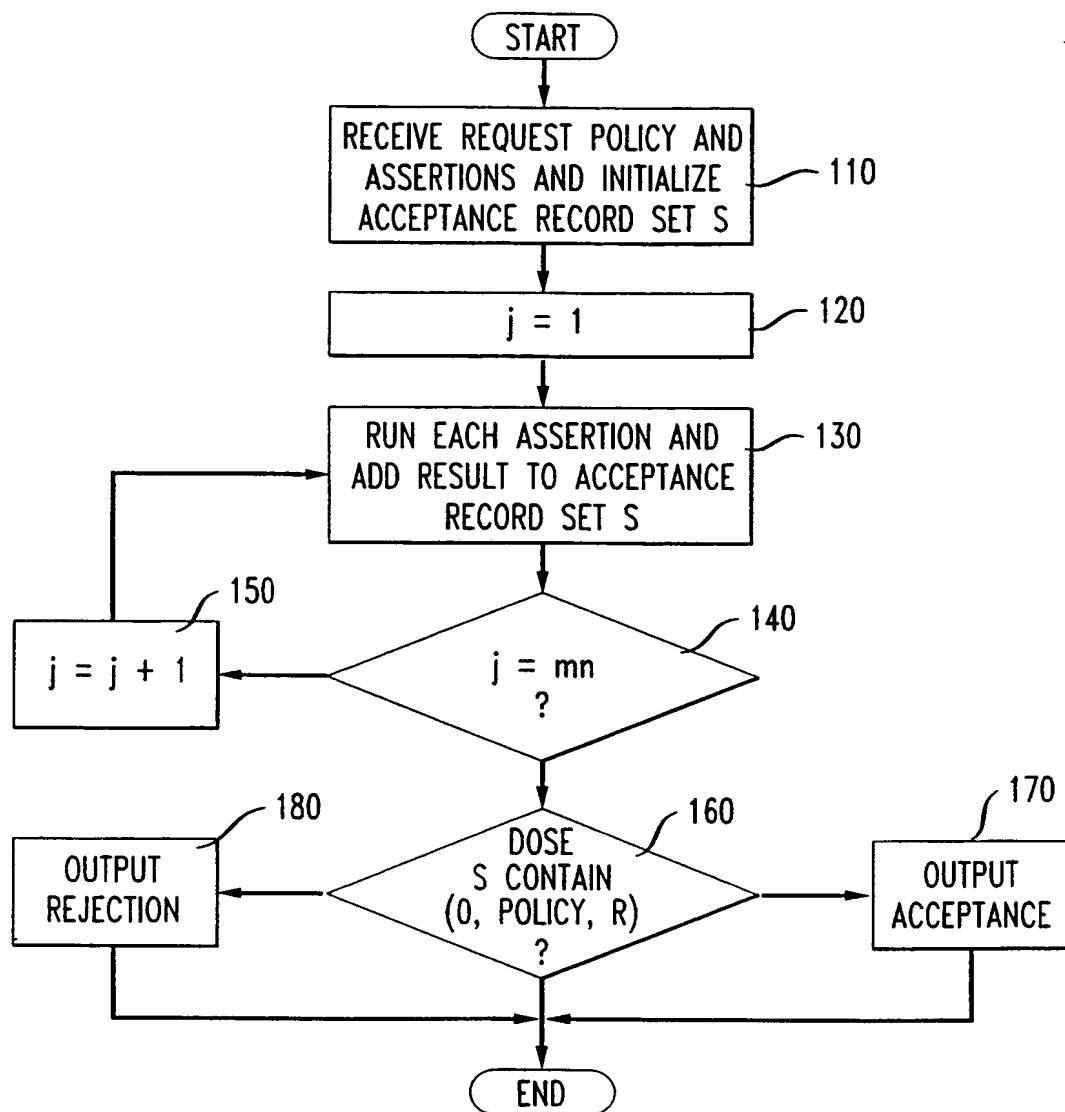 START
RECEIVE REQUEST POLICY AND
ASSERTIONS AND INITIALIZE
ACCEPTANCE RECORD SET S
110
j = 1
120
RUN EACH ASSERTION AND
ADD RESULT TO ACCEPTANCE
RECORD SET S
130
150
j = j + 1
140
j = mn
?
180
OUTPUT
REJECTION
160
DOSE
S CONTAIN
(0, POLICY, R)
?
170
OUTPUT
ACCEPTANCE
END